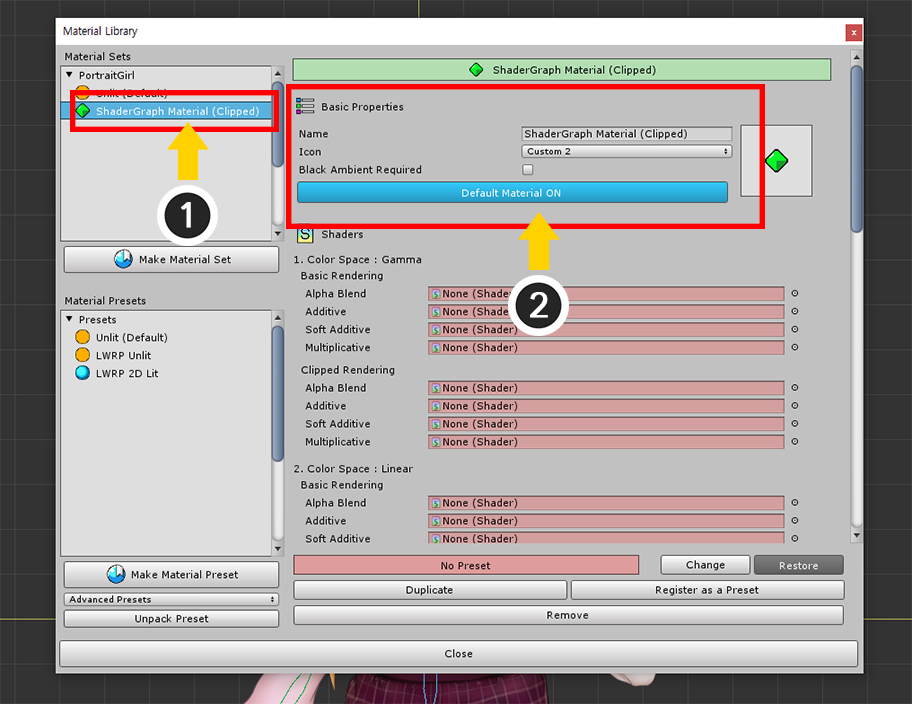 Material Library
x
Material Sets
PortraitGirl
Unlit (Default)
ShaderGraph Material (Clipped)
1
Make Material Set
Material Presets
Presets
Unlit (Default)
LWRP Unlit
LWRP 2D Lit
Make Material Preset
Advanced Presets
Unpack Preset
ShaderGraph Material (Clipped)
Basic Properties
Name ShaderGraph Material (Clipped)
Icon Custom 2
Black Ambient Required
Default Material ON
2
S Shaders
1. Color Space : Gamma
Basic Rendering
Alpha Blend S None (Shader)
Additive S None (Shader)
Soft Additive S None (Shader)
Multiplicative S None (Shader)
Clipped Rendering
Alpha Blend S None (Shader)
Additive S None (Shader)
Soft Additive S None (Shader)
Multiplicative S None (Shader)
2. Color Space : Linear
Basic Rendering
Alpha Blend S None (Shader)
Additive S None (Shader)
Soft Additive S None (Shader)
No Preset Change Restore
Duplicate Register as a Preset
Remove
Close